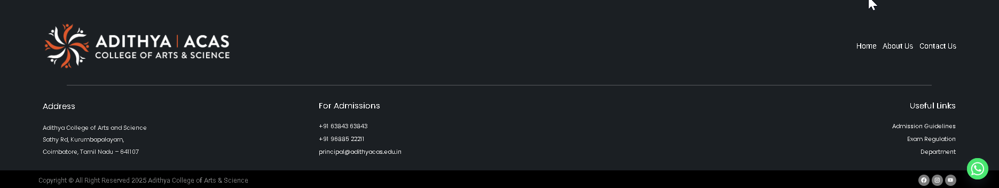 ADITHYA | ACAS
COLLEGE OF ARTS & SCIENCE
Home About Us Contact Us
Address
Adithya College of Arts and Science
Sathy Rd, Kurumbapalayam,
Coimbatore, Tamil Nadu – 641107
For Admissions
+91 63843 63843
+91 96885 22211
principal@adithyacas.edu.in
Useful Links
Admission Guidelines
Exam Regulation
Department
Copyright © All Right Reserved 2025 Adithya College of Arts & Science